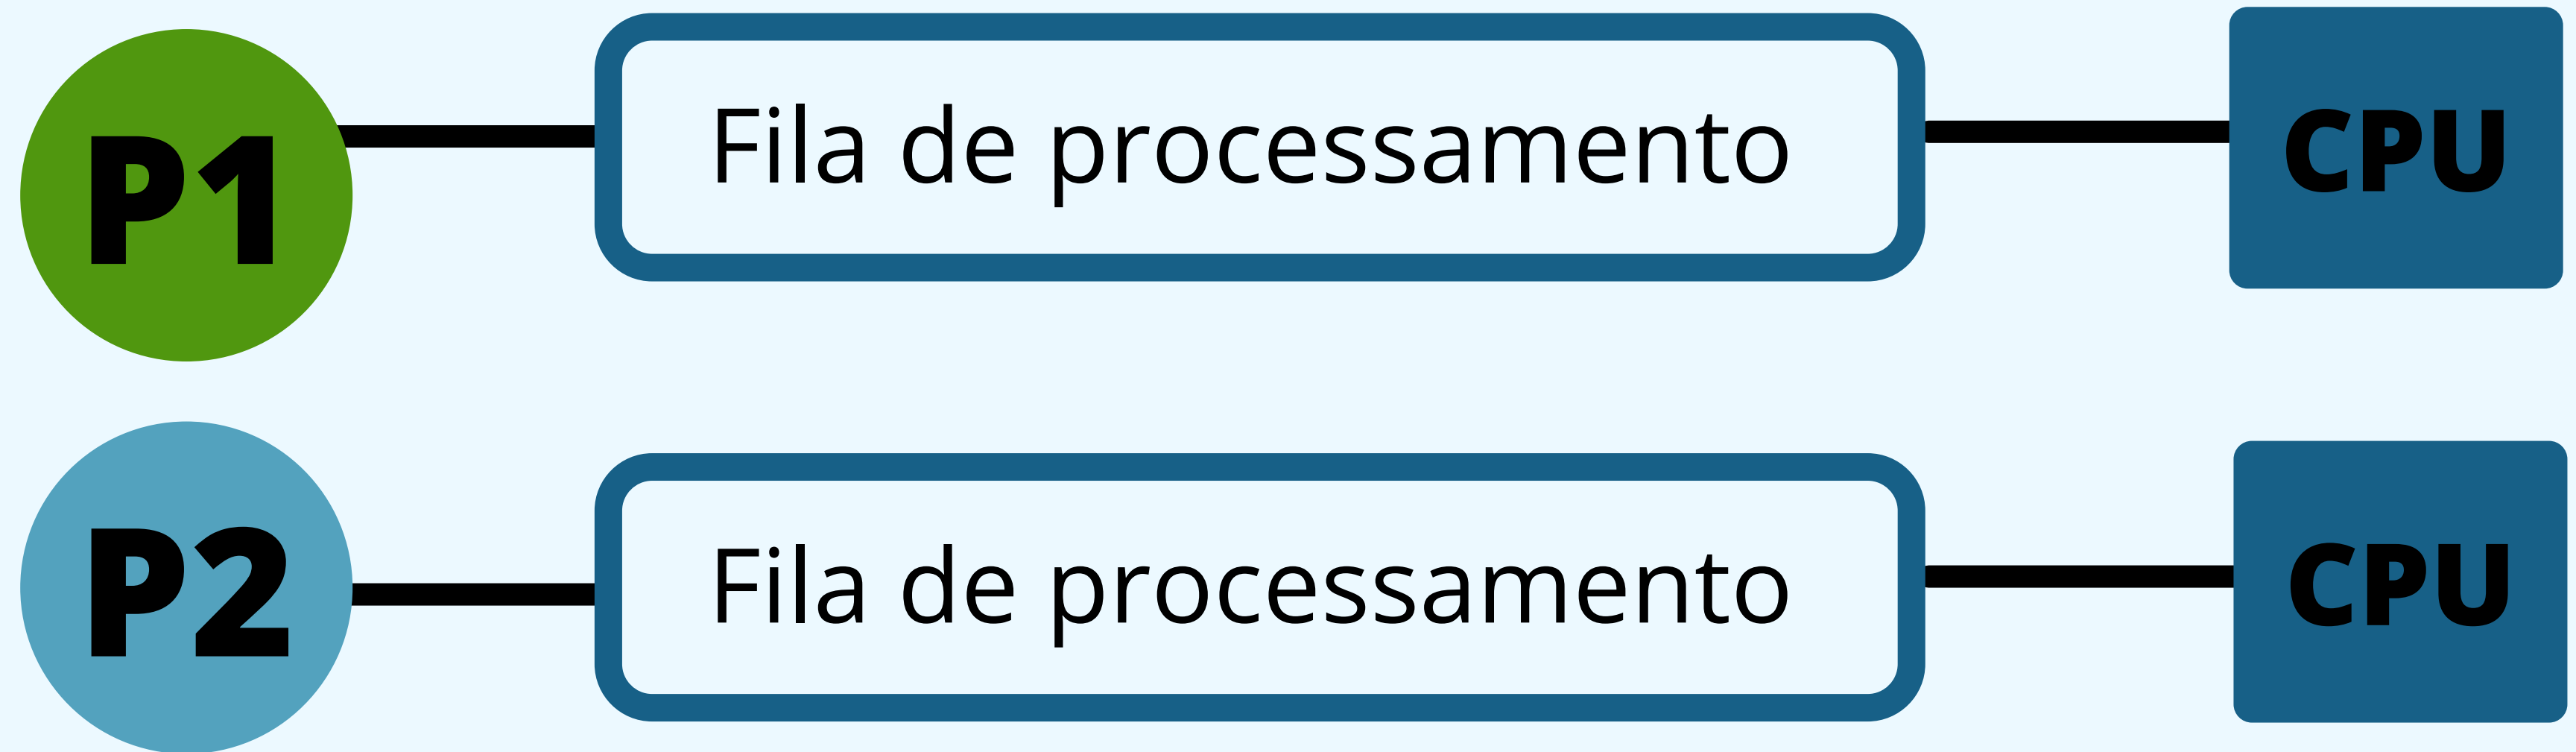 P1
Fila de processamento
CPU
P2
Fila de processamento
CPU